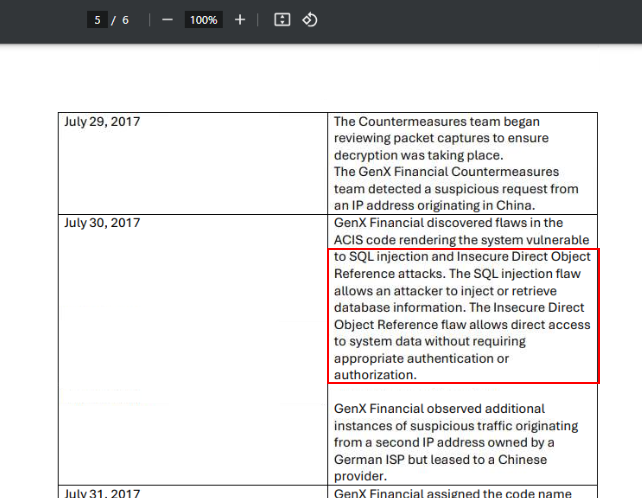 5 / 6 100%
July 29, 2017
The Countermeasures team began
reviewing packet captures to ensure
decryption was taking place.
The GenX Financial Countermeasures
team detected a suspicious request from
an IP address originating in China.
July 30, 2017
GenX Financial discovered flaws in the
ACIS code rendering the system vulnerable
to SQL injection and Insecure Direct Object
Reference attacks. The SQL injection flaw
allows an attacker to inject or retrieve
database information. The Insecure Direct
Object Reference flaw allows direct access
to system data without requiring
appropriate authentication or
authorization.
GenX Financial observed additional
instances of suspicious traffic originating
from a second IP address owned by a
German ISP but leased to a Chinese
provider.
July 31, 2017
GenX Financial assigned the code name